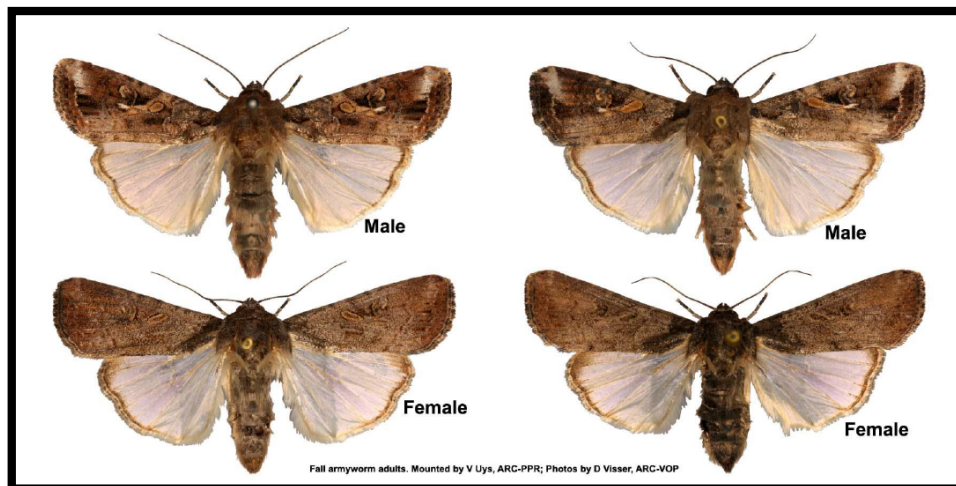 Male
Male
Female
Female
Fall armyworm adults. Mounted by V Uys, ARC-PPR; Photos by D Visser, ARC-VOP